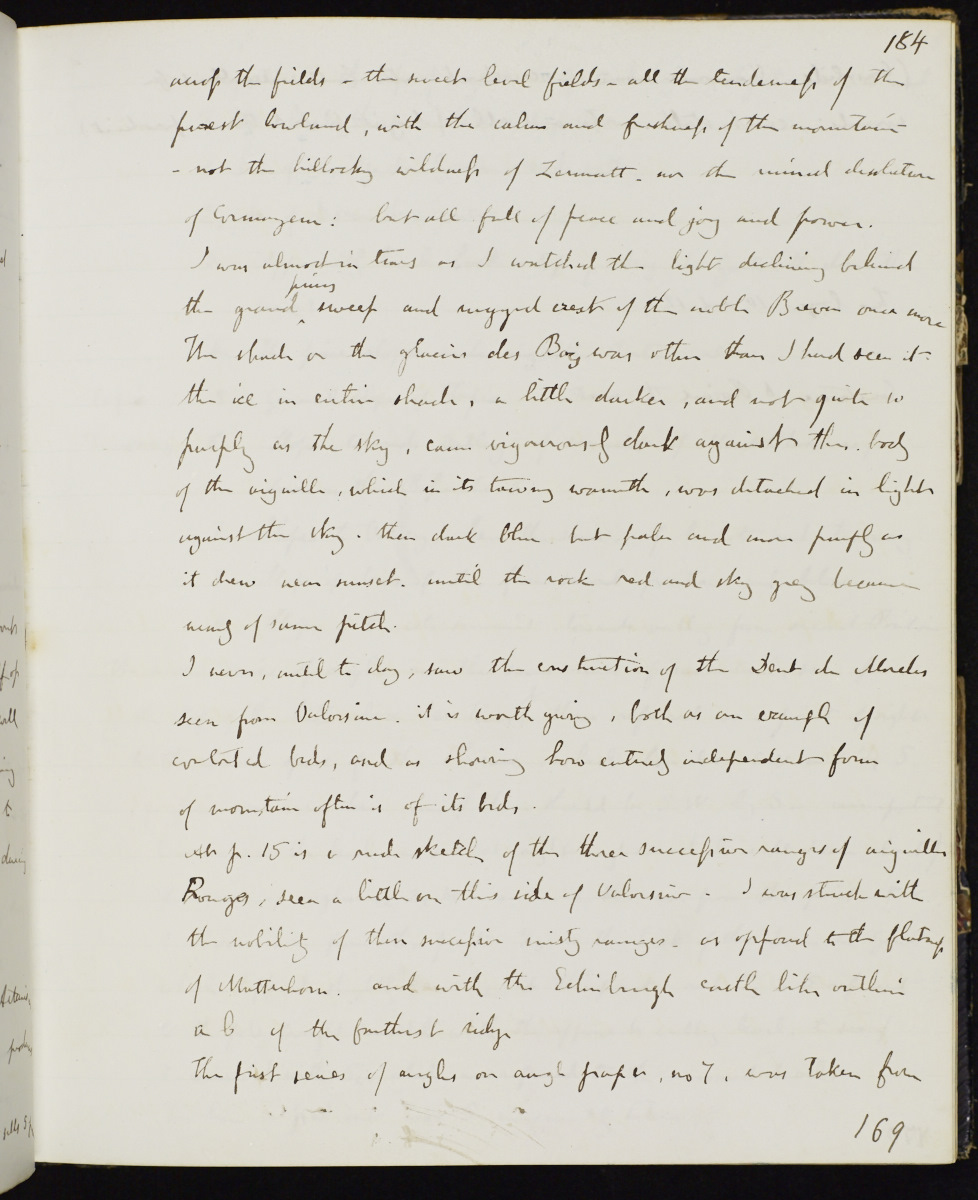 184
across the fields - the sweet level fields - all the tenderness of the
purest lowland, with the calm and freshness of the mountain
- not the hillocky wildness of Zermatt. nor the ruined desolation
of Cormayeur: but all full of peace and joy and power.
I was almost in tears as I watched the light declining behind
piney
the grand sweep and rugged crest of the noble Breven once more
The shade on the glacier des Bois was other than I had seen it.
the ice in entire shade, a little darker, and not quite so
purply as the sky, came vigourously dark against the body
of the aiguille, which in its tawny warmth, was detached in light
against the sky. then dark blue but paler and more purply as
it drew near sunset. until the rock red and sky grey became
nearly of same pitch.
I never, until to day, saw the construction of the Dent de Morcles
seen from Valorsine. it is worth giving, both as an example of
contorted beds, and as showing how entirely independent form
of mountain often is of its beds.
At p. 15 is a rude sketch of the three successive ranges of aiguilles
Rouges, seen a little on this side of Valorsine. I was struck with
the nobility of these successive misty ranges. as opposed to the
of Matterhorn. and with the Edinburgh castle like outline
a b of the furthest ridge
The first series of angles on angle paper, no 7, was taken from
169